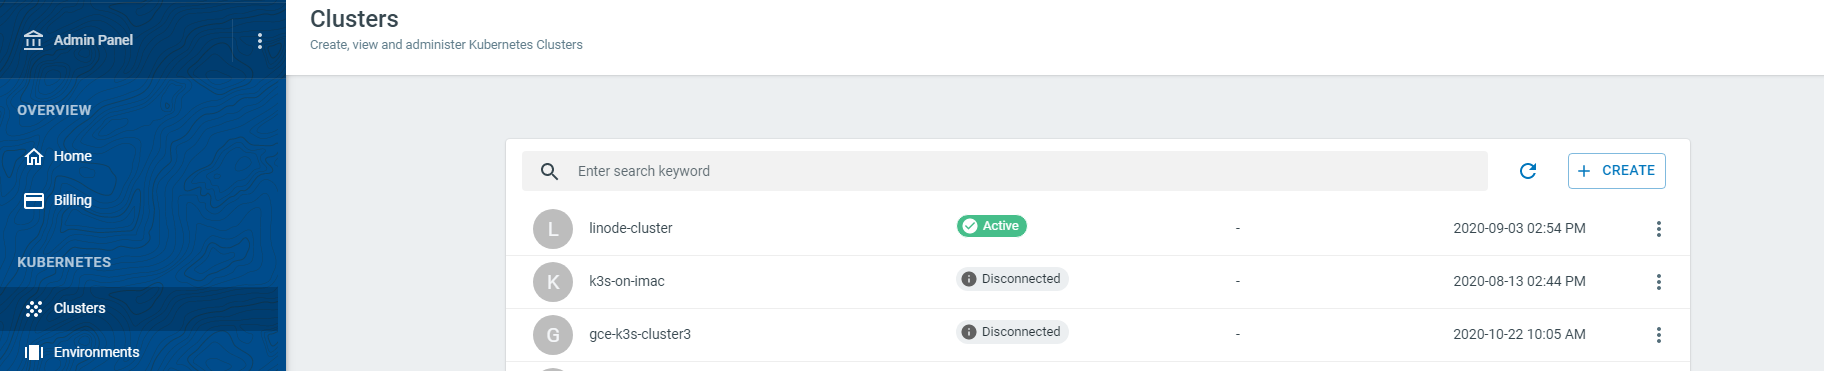 Admin Panel
OVERVIEW
Home
Billing
KUBERNETES
Clusters
Environments
Clusters
Create, view and administer Kubernetes Clusters
Enter search keyword
CREATE
L linode-cluster Active - 2020-09-03 02:54 PM
K k3s-on-imac Disconnected - 2020-08-13 02:44 PM
G gce-k3s-cluster3 Disconnected - 2020-10-22 10:05 AM